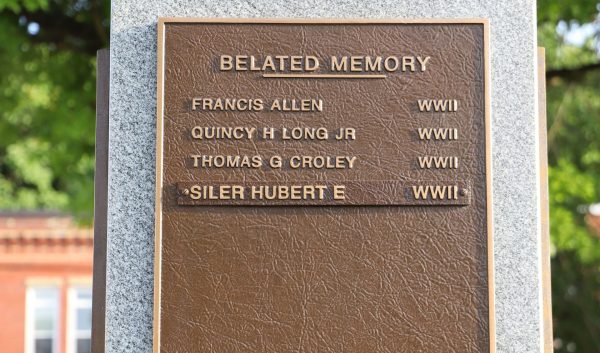 BELATED MEMORY
FRANCIS ALLEN WWII
QUINCY H LONG JR WWII
THOMAS G CROLEY WWII
SILER HUBERT E WWII